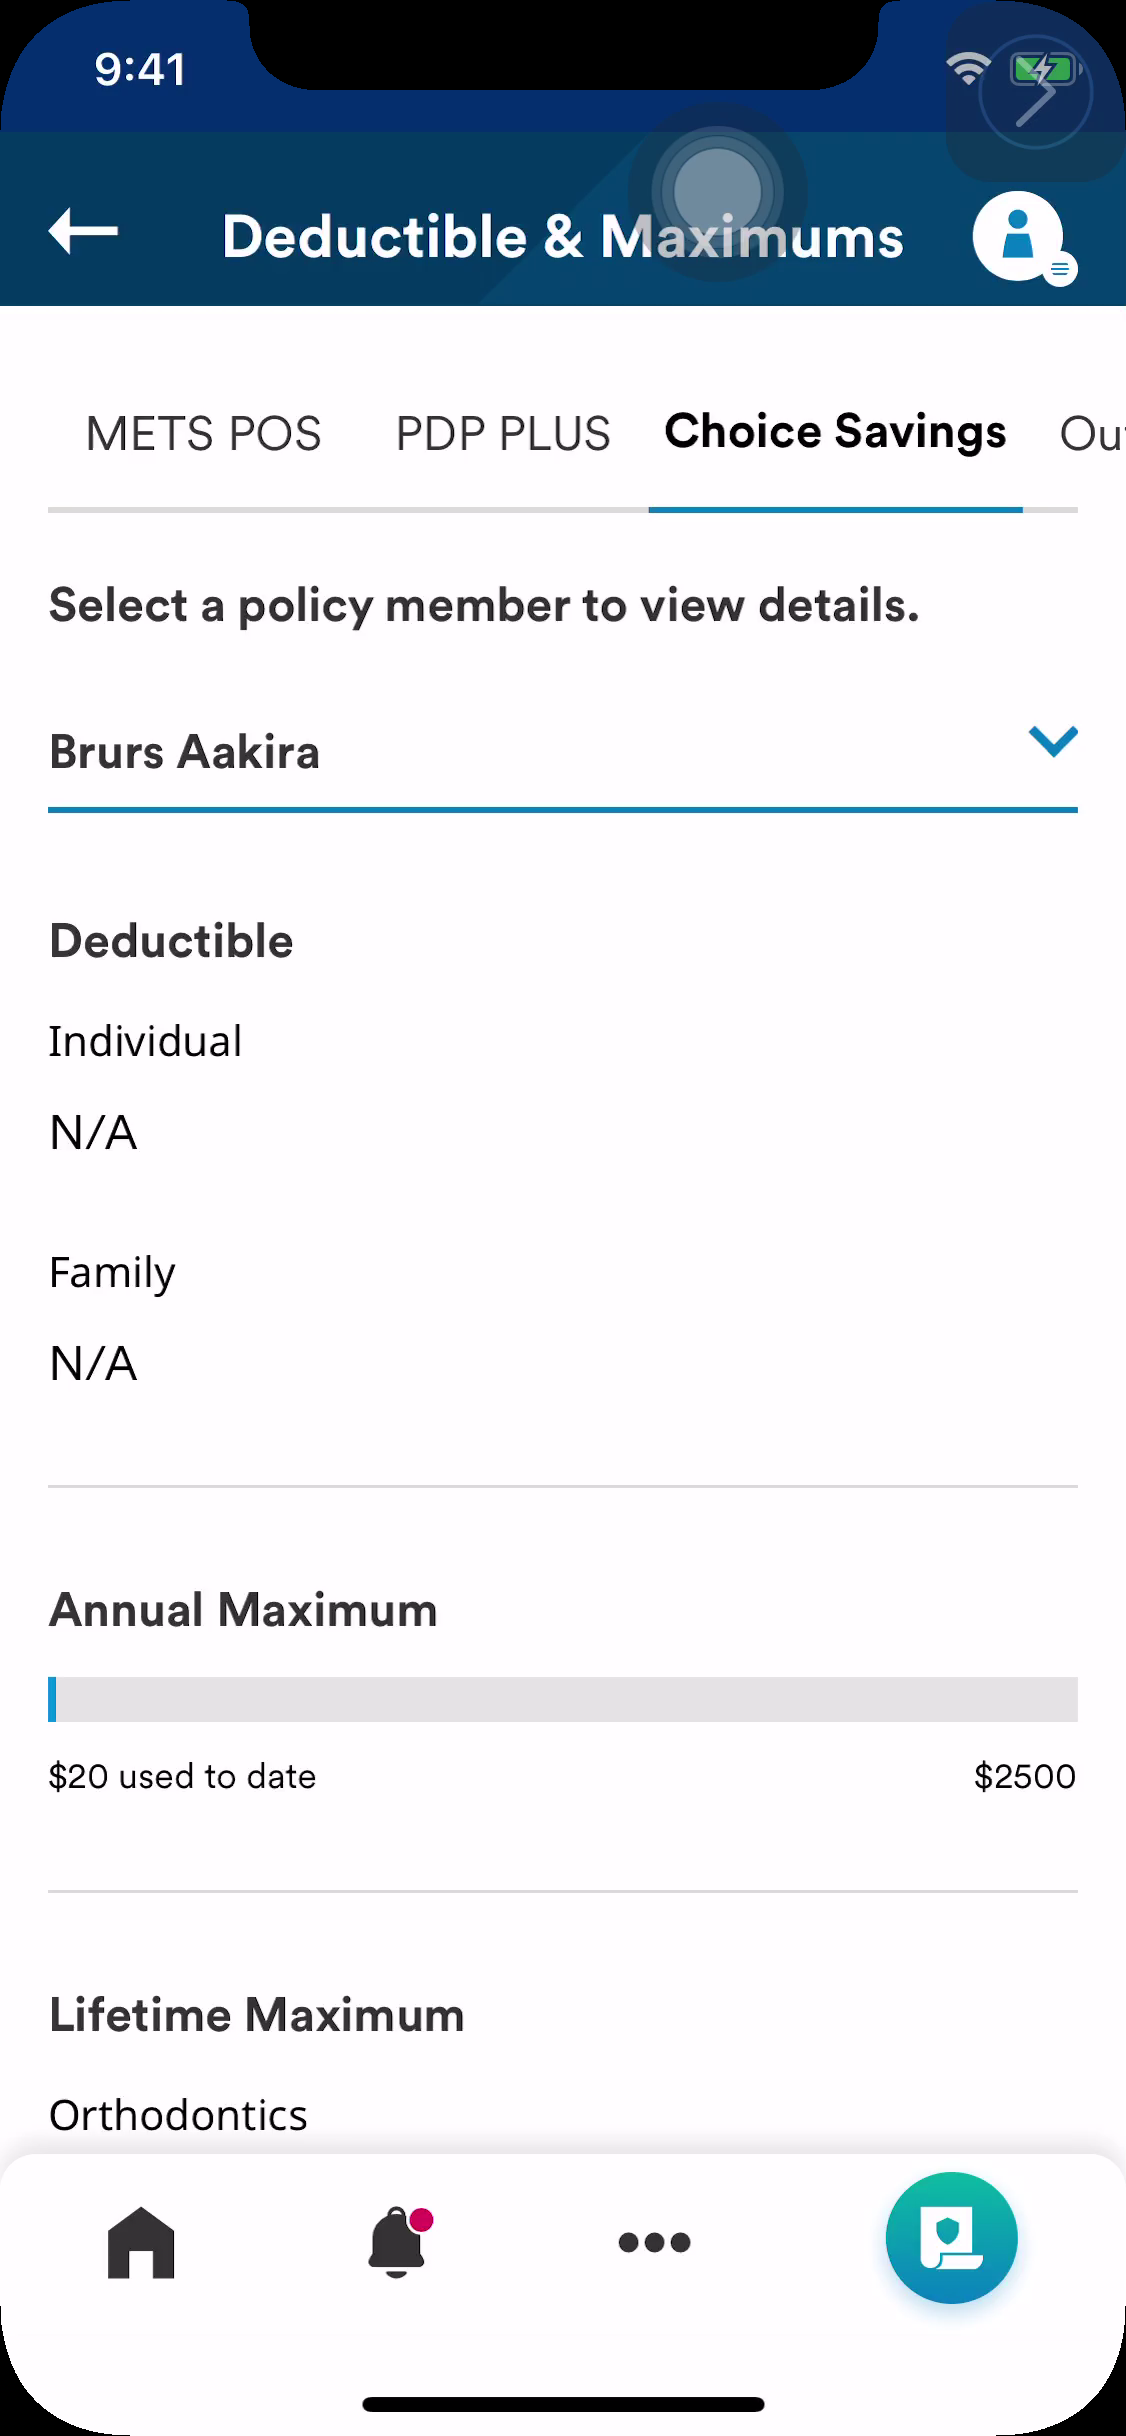 9:41
Deductible & Maximums
METS POS PDP PLUS Choice Savings
Select a policy member to view details.
Brurs Aakira
Deductible
Individual
N/A
Family
N/A
Annual Maximum
$20 used to date $2500
Lifetime Maximum
Orthodontics